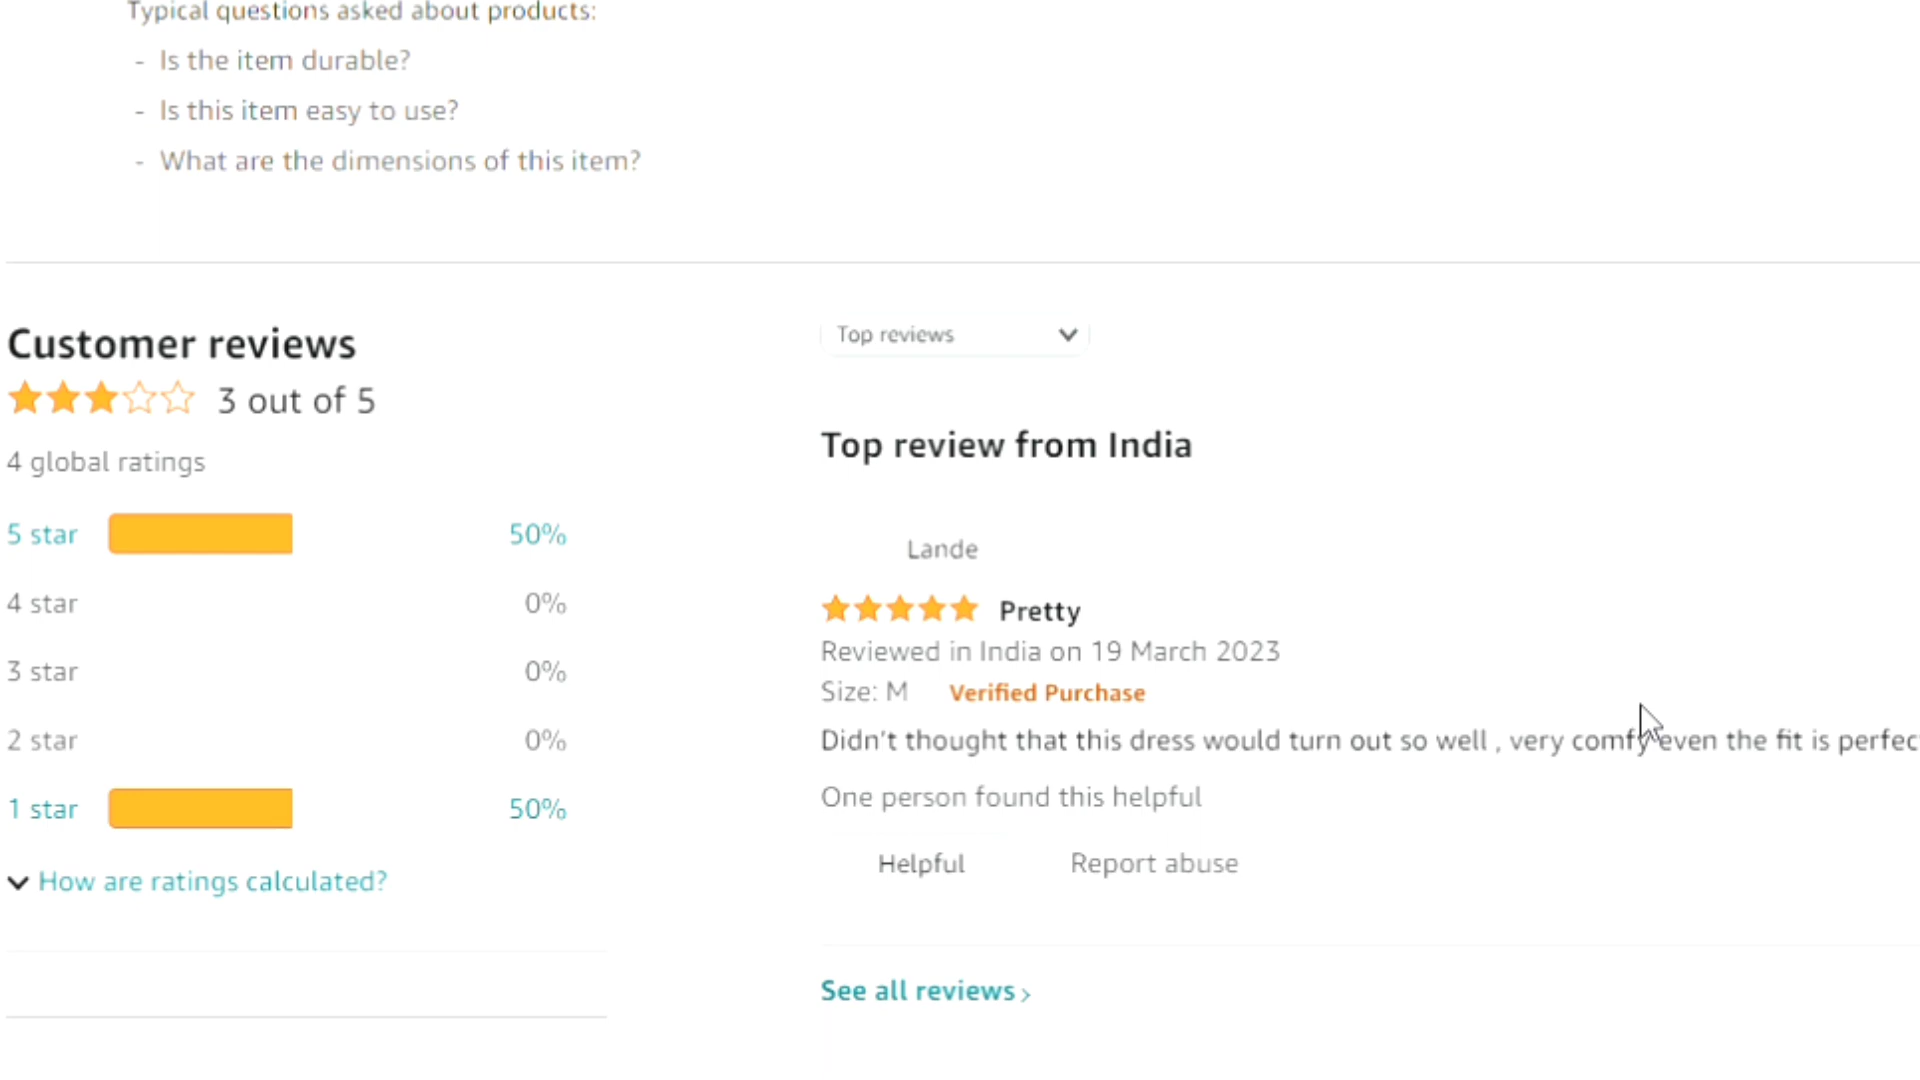 Typical questions asked about products:
- Is the item durable?
- Is this item easy to use?
- What are the dimensions of this item?
Customer reviews
3 out of 5
4 global ratings
5 star 50%
4 star 0%
3 star 0%
2 star 0%
1 star 50%
How are ratings calculated?
Top reviews
Top review from India
Lande
Pretty
Reviewed in India on 19 March 2023
Size: M Verified Purchase
Didn't thought that this dress would turn out so well , very comfy even the fit is perfec
One person found this helpful
Helpful Report abuse
See all reviews ›